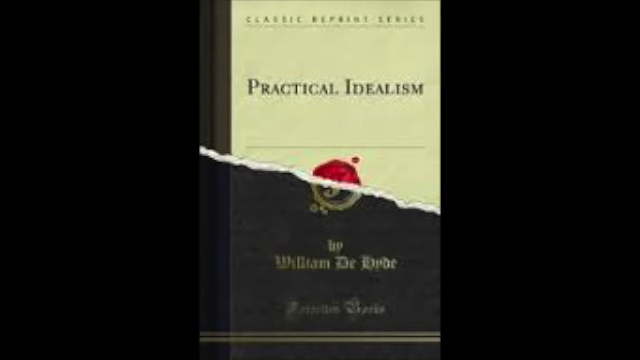 CLASSIC REPRINT SERIES
PRACTICAL IDEALISM
by
William De Hyde
Forgotten Books